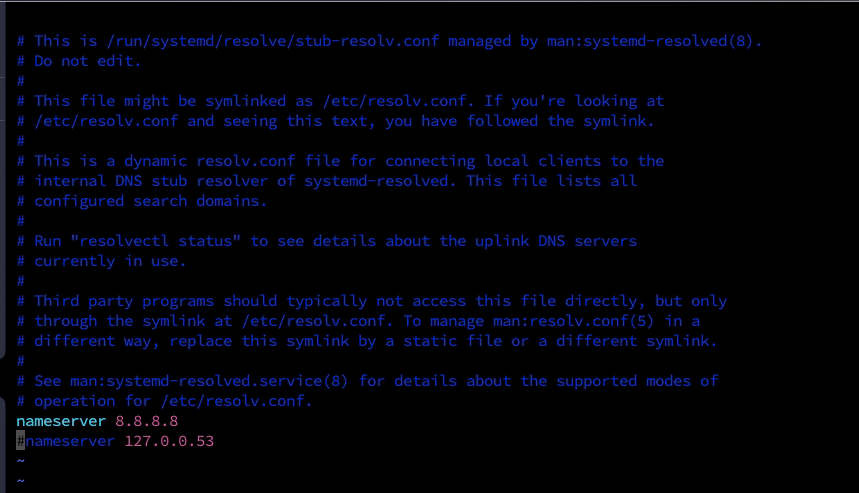 # This is /run/systemd/resolve/stub-resolv.conf managed by man:systemd-resolved(8).
# Do not edit.
#
# This file might be symlinked as /etc/resolv.conf. If you're looking at
# /etc/resolv.conf and seeing this text, you have followed the symlink.
#
# This is a dynamic resolv.conf file for connecting local clients to the
# internal DNS stub resolver of systemd-resolved. This file lists all
# configured search domains.
#
# Run "resolvectl status" to see details about the uplink DNS servers
# currently in use.
#
# Third party programs should typically not access this file directly, but only
# through the symlink at /etc/resolv.conf. To manage man:resolv.conf(5) in a
# different way, replace this symlink by a static file or a different symlink.
#
# See man:systemd-resolved.service(8) for details about the supported modes of
# operation for /etc/resolv.conf.
nameserver 8.8.8.8
#nameserver 127.0.0.53
~
~